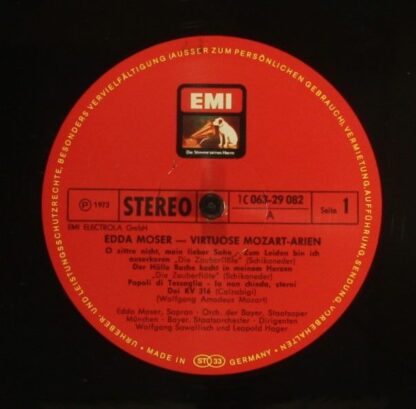 URHEBER- UND LEISTUNGSSCHUTZRECHTE, BESONDERS VERVIELFÄLTIGUNG (AUSSER ZUM PERSÖNLICHEN GEBRAUCH), VERMIETUNG, AUFFÜHRUNG, SENDUNG, VORBEHALTEN
EMI
Die Stimme seines Herrn
Ⓟ 1973
STEREO
1C 063-29 082
A
Seite 1
EMI ELECTROLA GmbH
EDDA MOSER — VIRTUOSE MOZART-ARIEN
O zittre nicht, mein lieber Sohn - Zum Leiden bin ich
auserkoren „Die Zauberflöte" (Schikaneder)
Der Hölle Rache kocht in meinem Herzen
„Die Zauberflöte" (Schikaneder)
Popoli di Tessaglia - Io non chiedo, eterni
Dei KV 316 (Calzabigi)
(Wolfgang Amadeus Mozart)
Edda Moser, Sopran - Orch. der Bayer. Staatsoper
München - Bayer. Staatsorchester - Dirigenten
Wolfgang Sawallisch und Leopold Hager
MADE IN ST 33 GERMANY